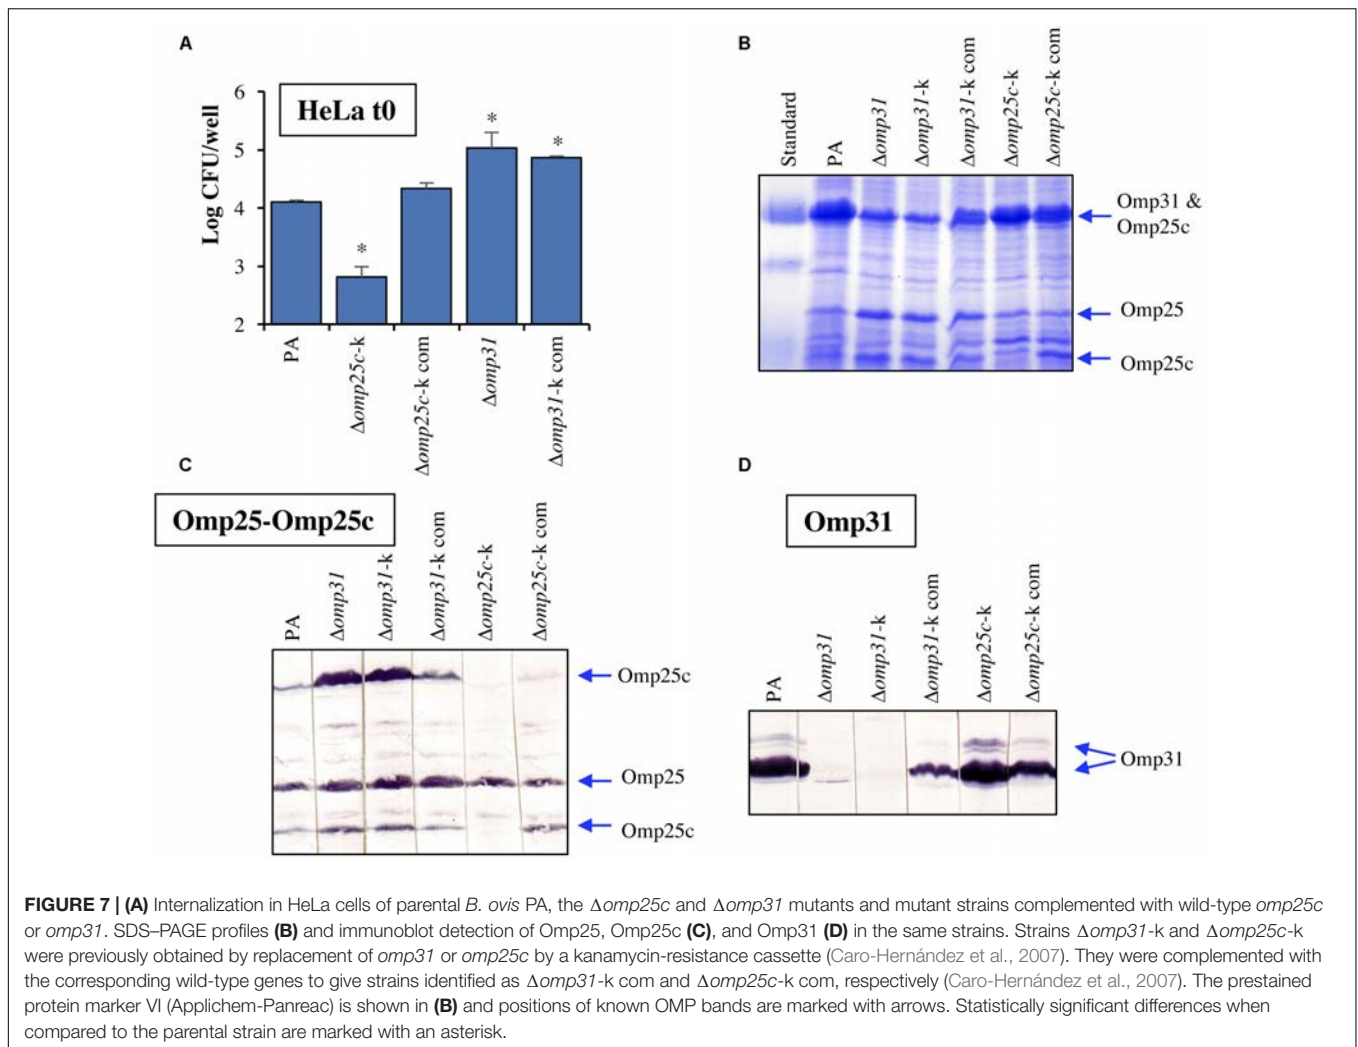 A
HeLa t0
Log CFU/well
6
5
4
3
2
*
*
*
PA
Δomp25c-k
Δomp25c-k com
Δomp31
Δomp31-k com
B
Standard
PA
Δomp31
Δomp31-k
Δomp31-k com
Δomp25c-k
Δomp25c-k com
Omp31 &
Omp25c
Omp25
Omp25c
C
Omp25-Omp25c
PA
Δomp31
Δomp31-k
Δomp31-k com
Δomp25c-k
Δomp25c-k com
Omp25c
Omp25
Omp25c
D
Omp31
PA
Δomp31
Δomp31-k
Δomp31-k com
Δomp25c-k
Δomp25c-k com
Omp31
FIGURE 7 | (A) Internalization in HeLa cells of parental B. ovis PA, the Δomp25c and Δomp31 mutants and mutant strains complemented with wild-type omp25c
or omp31. SDS–PAGE profiles (B) and immunoblot detection of Omp25, Omp25c (C), and Omp31 (D) in the same strains. Strains Δomp31-k and Δomp25c-k
were previously obtained by replacement of omp31 or omp25c by a kanamycin-resistance cassette (Caro-Hernández et al., 2007). They were complemented with
the corresponding wild-type genes to give strains identified as Δomp31-k com and Δomp25c-k com, respectively (Caro-Hernández et al., 2007). The prestained
protein marker VI (Applichem-Panreac) is shown in (B) and positions of known OMP bands are marked with arrows. Statistically significant differences when
compared to the parental strain are marked with an asterisk.